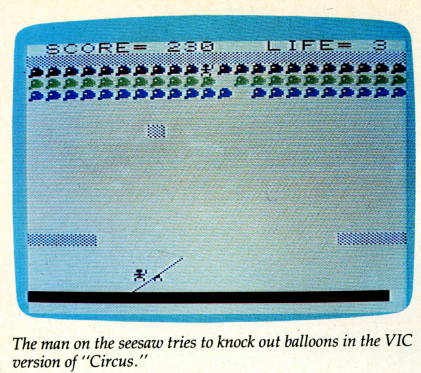 SCORE= 230 LIFE= 3
The man on the seesaw tries to knock out balloons in the VIC
version of "Circus."